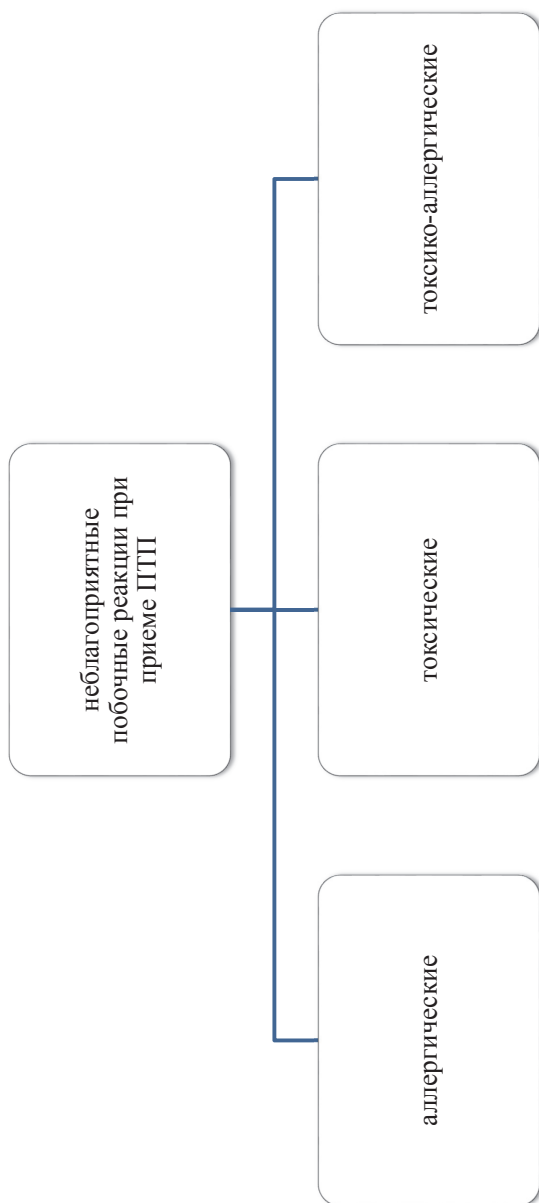 неблагоприятные
побочные реакции при
приеме ПТП
аллергические
токсические
токсико-аллергические